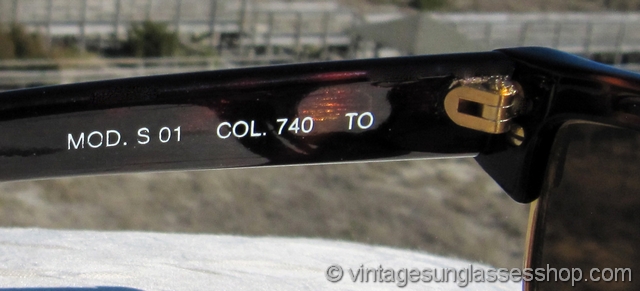 MOD. S 01 COL. 740 TO
© vintagesunglassesshop.com